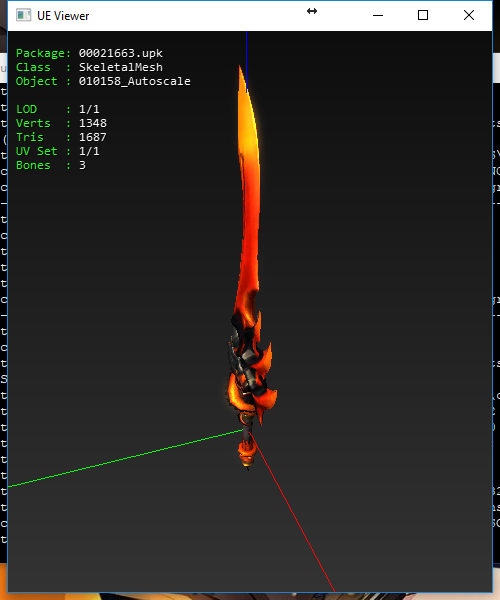 UE Viewer
Package: 00021663.upk
Class : SkeletalMesh
Object : 010158_Autoscale
LOD : 1/1
Verts : 1348
Tris : 1687
UV Set : 1/1
Bones : 3